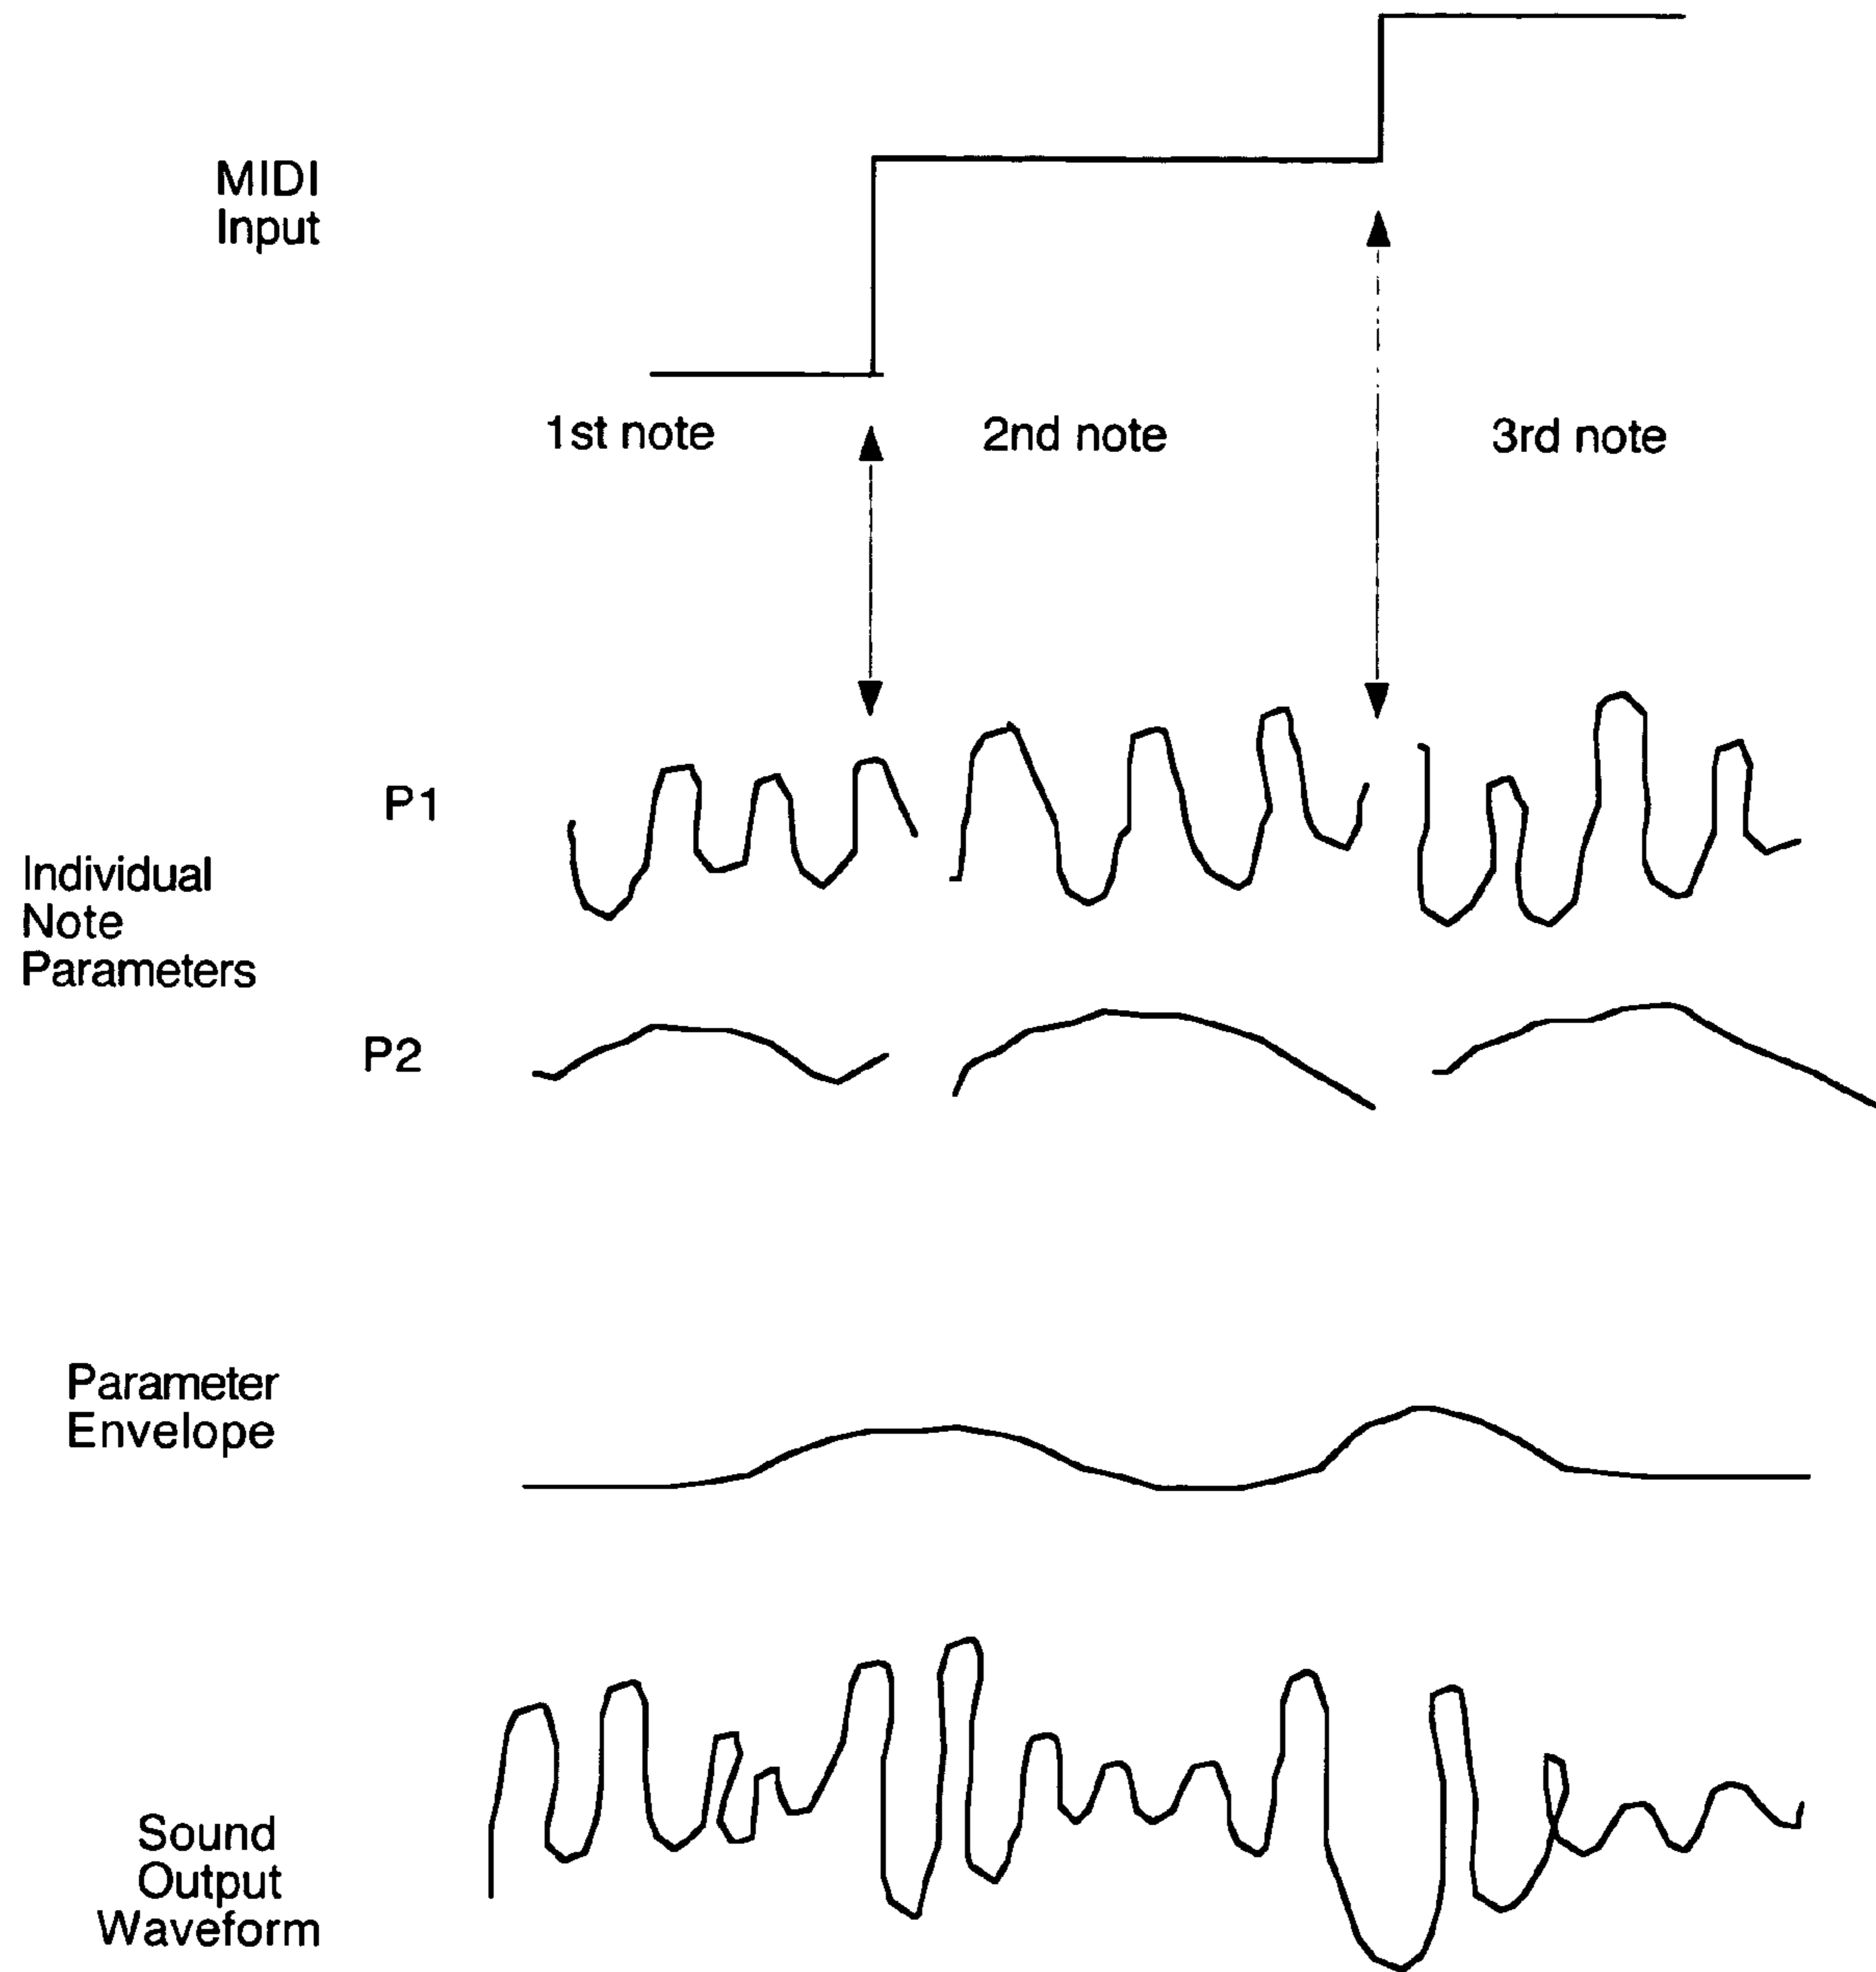 MIDI
Input
1st note
2nd note
3rd note
P1
Individual
Note
Parameters
P2
Parameter
Envelope
Sound
Output
Waveform